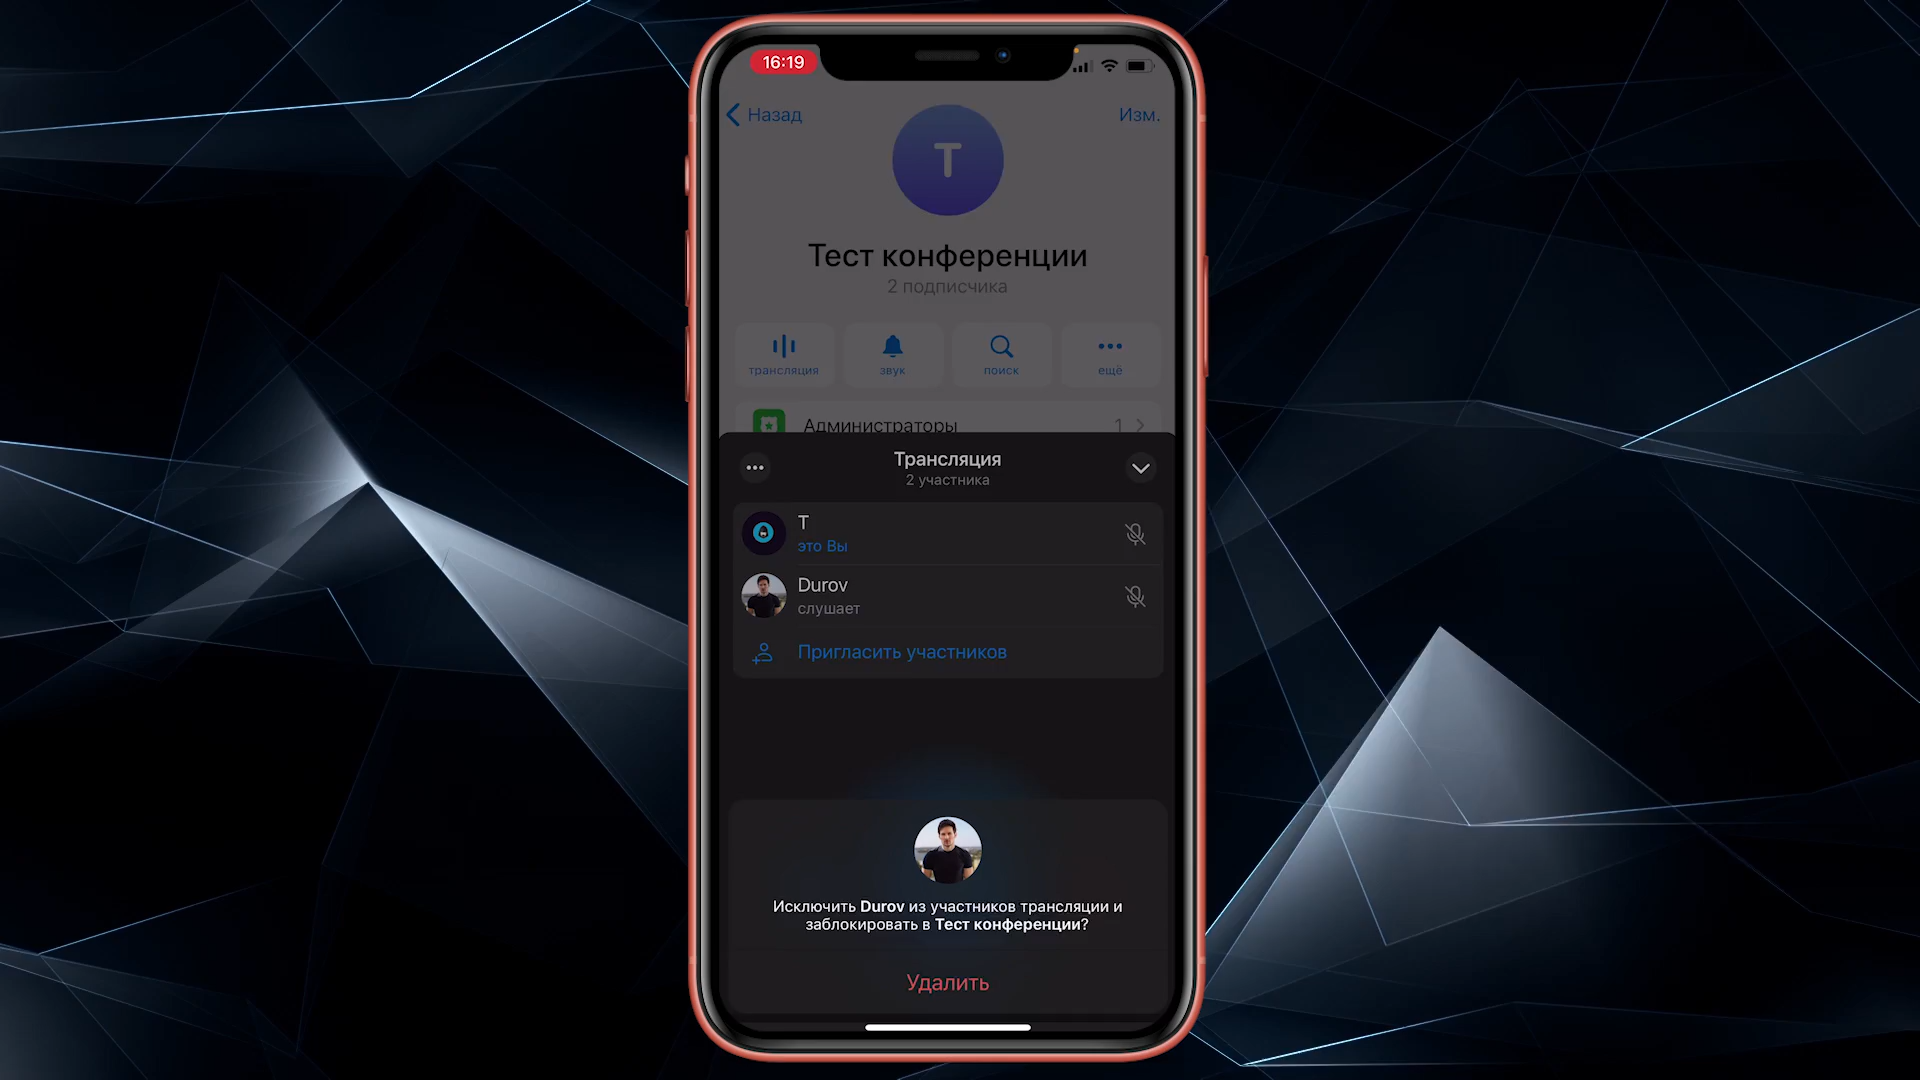 16:19
Назад
Изм.
T
Тест конференции
2 подписчика
трансляция
звук
поиск
ещё
Администраторы
1
Трансляция
2 участника
T
это Вы
Durov
слушает
Пригласить участников
Исключить Durov из участников трансляции и
заблокировать в Тест конференции?
Удалить